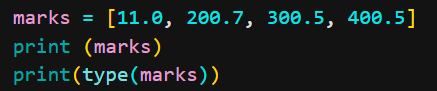 marks = [11.0, 200.7, 300.5, 400.5]
print (marks)
print(type(marks))